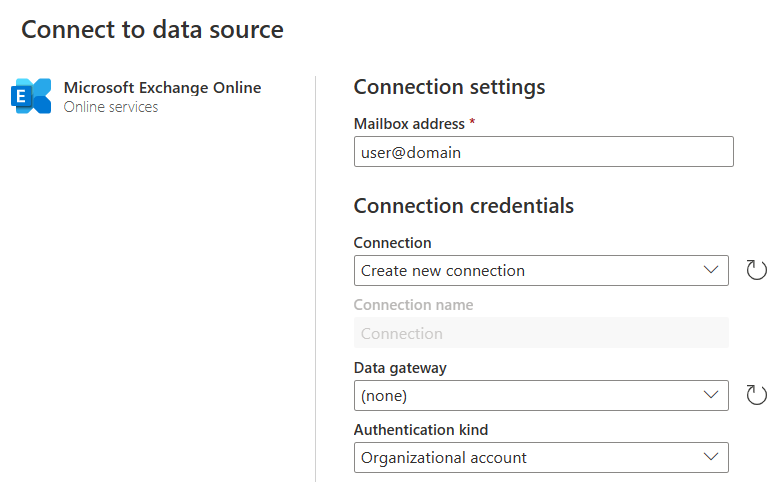 Connect to data source
E
Microsoft Exchange Online
Online services
Connection settings
Mailbox address *
user@domain
Connection credentials
Connection
Create new connection
Connection name
Connection
Data gateway
(none)
Authentication kind
Organizational account